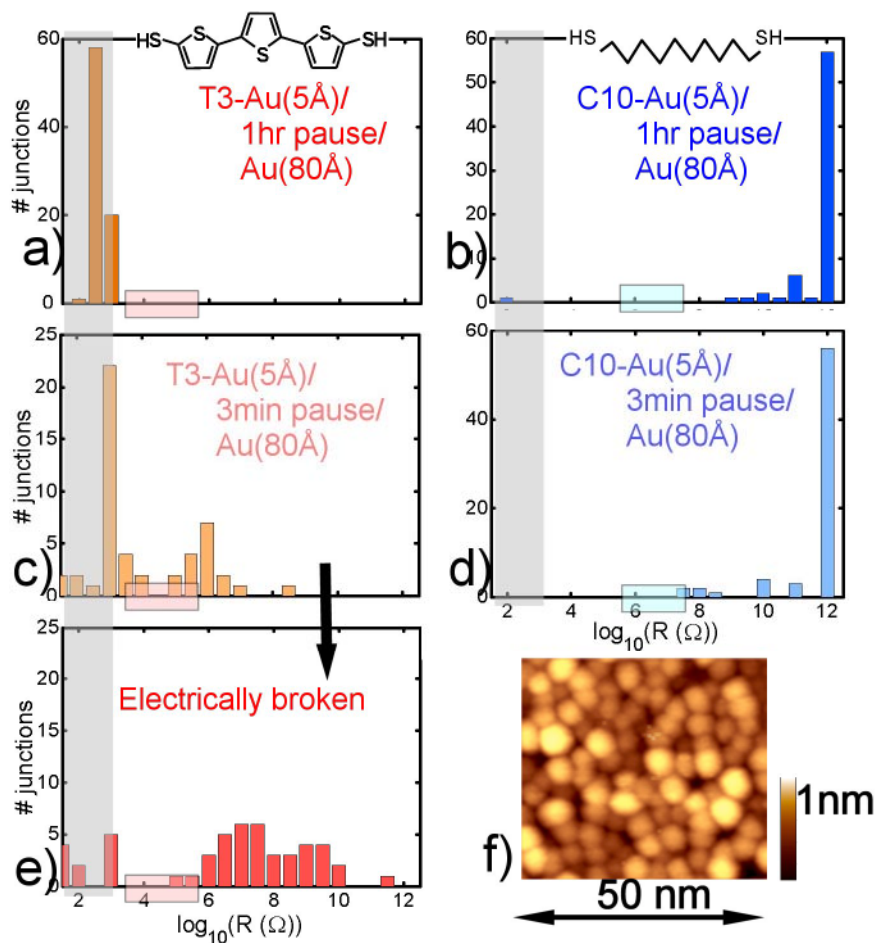 HS S S S SH
60
40
20
0
# junctions
T3-Au(5Å)/
1hr pause/
Au(80Å)
a)
HS SH
60
50
40
30
20
10
0
# junctions
C10-Au(5Å)/
1hr pause/
Au(80Å)
b)
25
20
15
10
5
0
# junctions
T3-Au(5Å)/
3min pause/
Au(80Å)
c)
60
40
20
0
# junctions
C10-Au(5Å)/
3min pause/
Au(80Å)
d)
2 4 6 8 10 12
log10(R (Ω))
25
20
15
10
5
0
# junctions
Electrically broken
e)
2 4 6 8 10 12
log10(R (Ω))
1nm
f)
50 nm